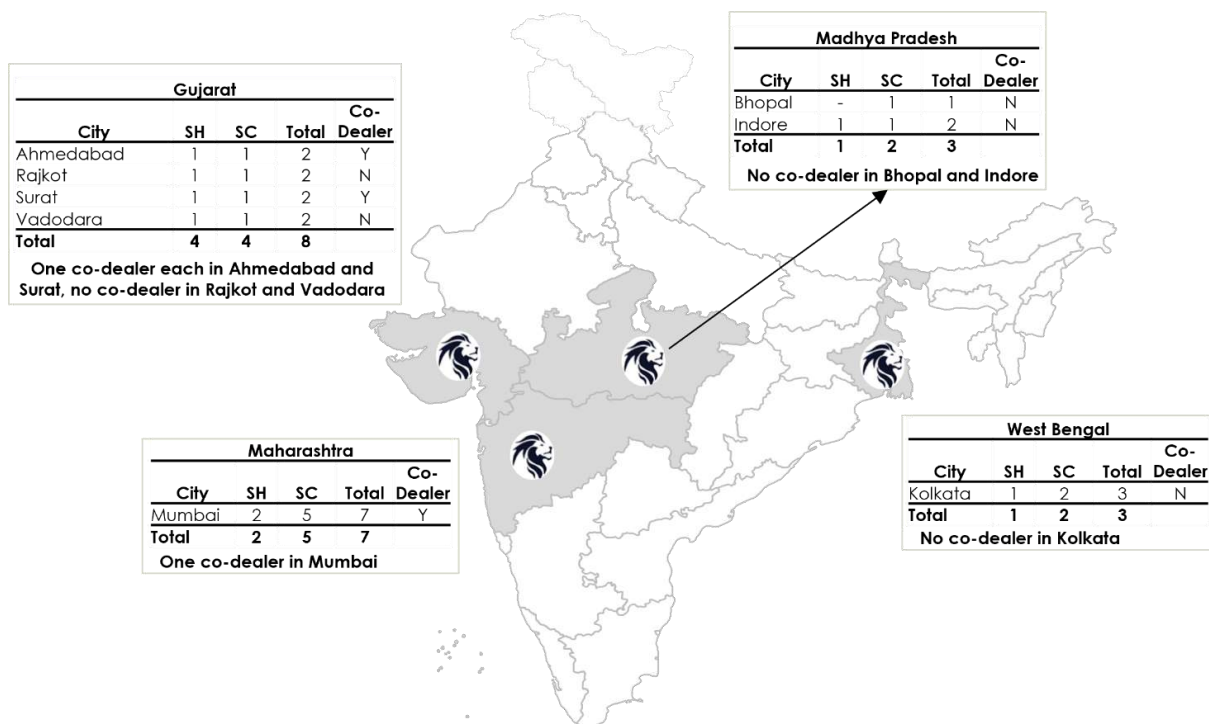 Gujarat
City SH SC Total Co-Dealer
Ahmedabad 1 1 2 Y
Rajkot 1 1 2 N
Surat 1 1 2 Y
Vadodara 1 1 2 N
Total 4 4 8
One co-dealer each in Ahmedabad and
Surat, no co-dealer in Rajkot and Vadodara
Madhya Pradesh
City SH SC Total Co-Dealer
Bhopal - 1 1 N
Indore 1 1 2 N
Total 1 2 3
No co-dealer in Bhopal and Indore
Maharashtra
City SH SC Total Co-Dealer
Mumbai 2 5 7 Y
Total 2 5 7
One co-dealer in Mumbai
West Bengal
City SH SC Total Co-Dealer
Kolkata 1 2 3 N
Total 1 2 3
No co-dealer in Kolkata